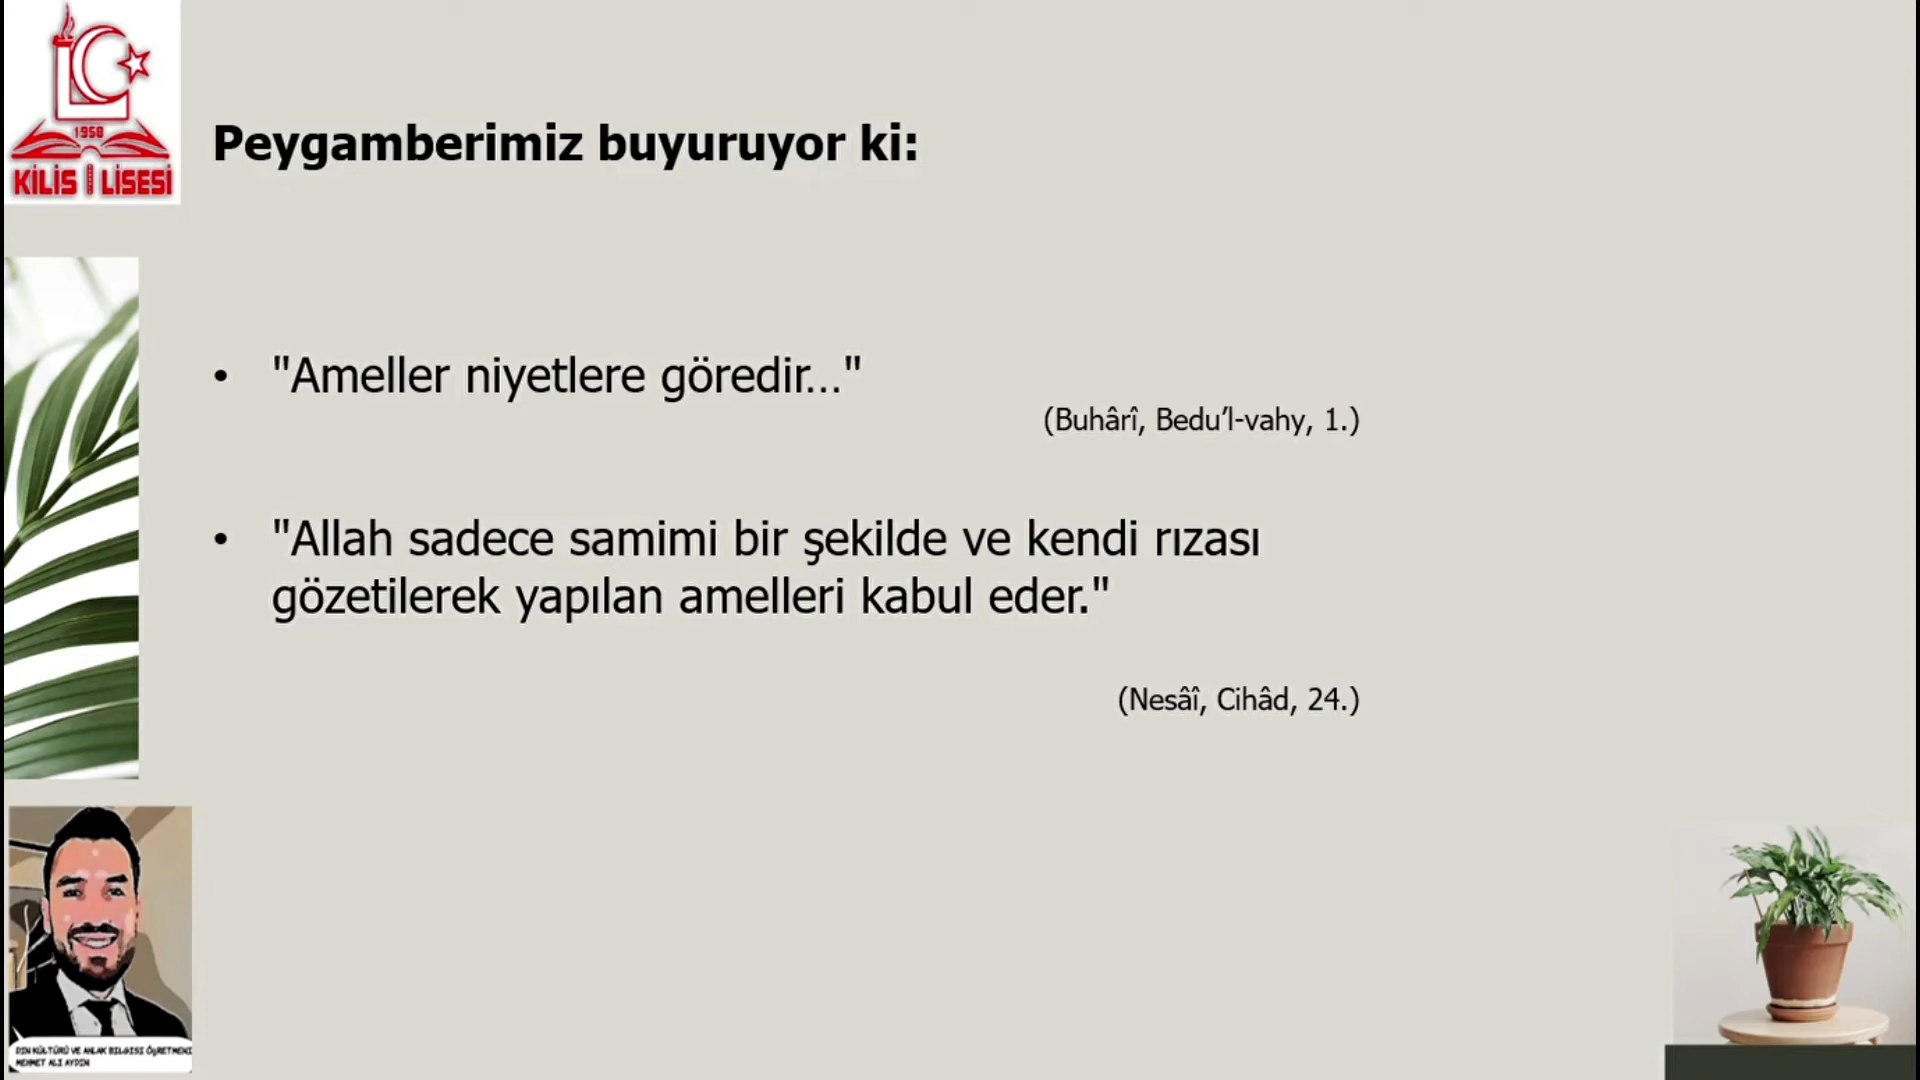 1958
KİLİS LİSESİ
Peygamberimiz buyuruyor ki:
• "Ameller niyetlere göredir..."
(Buhârî, Bedu’l-vahy, 1.)
• "Allah sadece samimi bir şekilde ve kendi rızası
gözetilerek yapılan amelleri kabul eder."
(Nesâî, Cihâd, 24.)
DİN KÜLTÜRÜ VE AHLAK BİLGİSİ ÖĞRETMENİ
MEHMET ALİ AYDIN